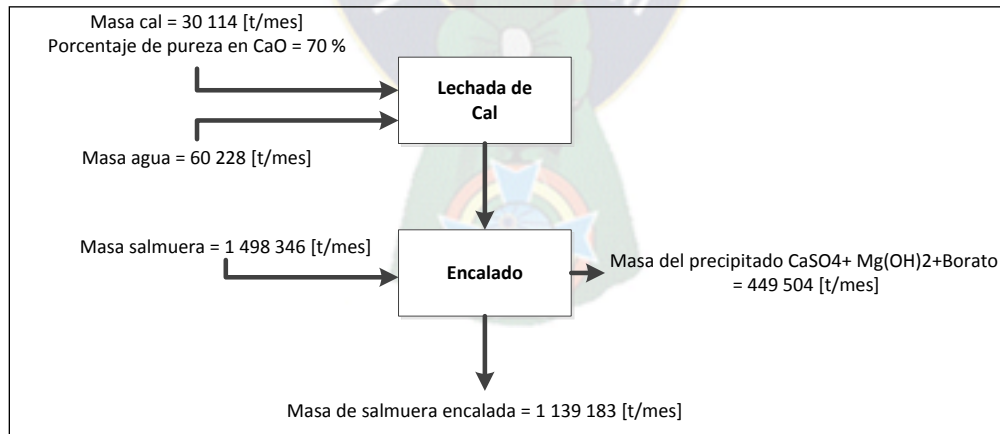 Masa cal = 30 114 [t/mes]
Porcentaje de pureza en CaO = 70 %
Lechada de
Cal
Masa agua = 60 228 [t/mes]
Masa salmuera = 1 498 346 [t/mes]
Encalado
Masa del precipitado CaSO4+ Mg(OH)2+Borato
= 449 504 [t/mes]
Masa de salmuera encalada = 1 139 183 [t/mes]